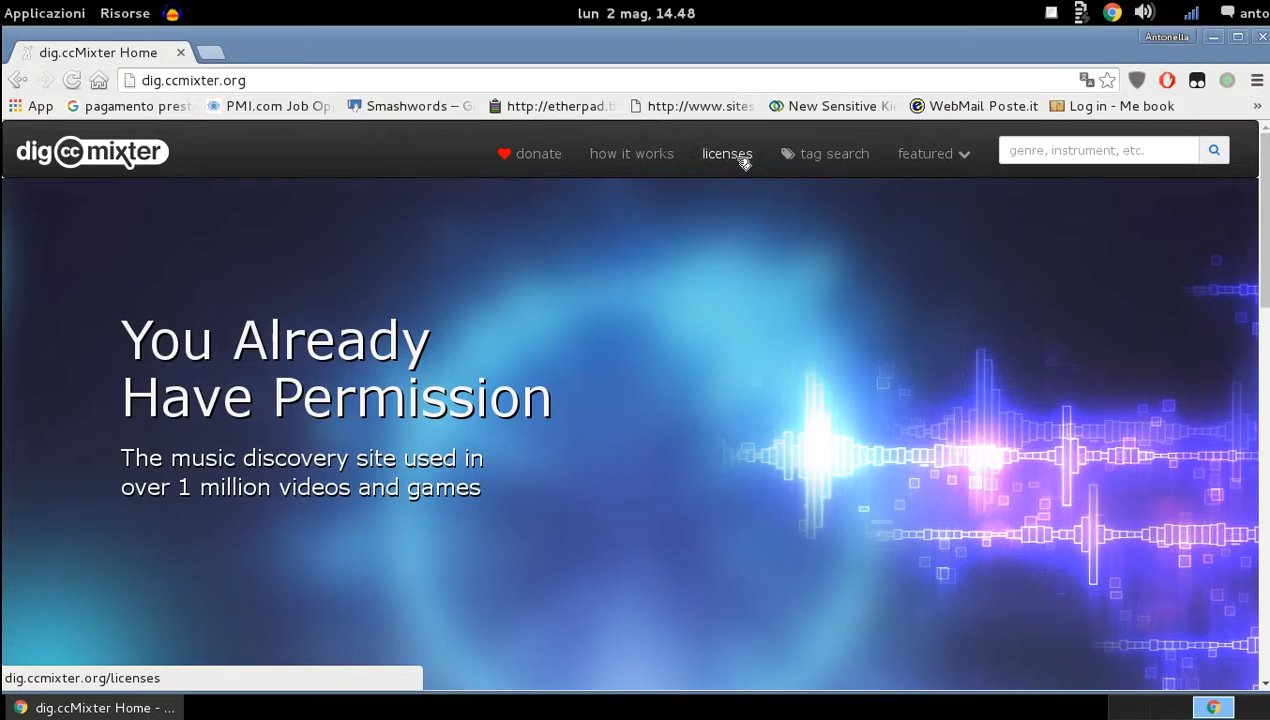 Applicazioni Risorse lun 2 mag, 14.48 anto
dig.ccMixter Home Antonella
dig.ccmixter.org
App pagamento prest PMI.com Job Op Smashwords – G http://etherpad.b http://www.sites New Sensitive Ki WebMail Poste.it Log in - Me book »
dig cc mixter donate how it works licenses tag search featured genre, instrument, etc.
You Already
Have Permission
The music discovery site used in
over 1 million videos and games
dig.ccmixter.org/licenses
dig.ccMixter Home - ...